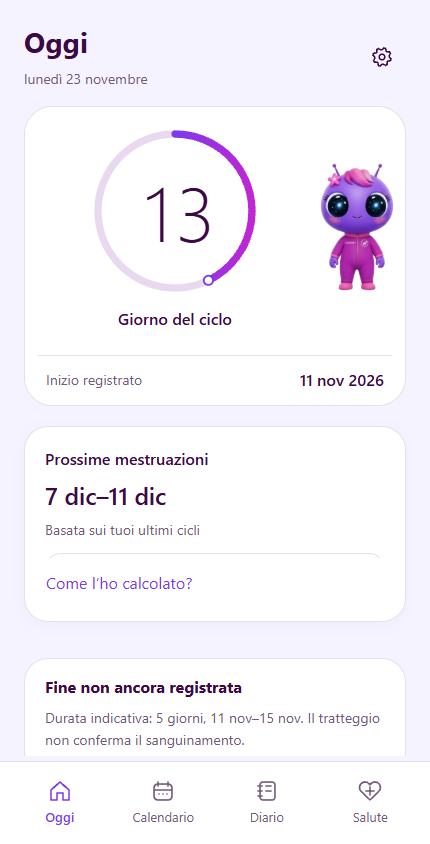 Oggi
lunedì 23 novembre
13
Giorno del ciclo
Inizio registrato
11 nov 2026
Prossime mestruazioni
7 dic–11 dic
Basata sui tuoi ultimi cicli
Come l’ho calcolato?
Fine non ancora registrata
Durata indicativa: 5 giorni, 11 nov–15 nov. Il tratteggio
non conferma il sanguinamento.
Oggi
Calendario
Diario
Salute